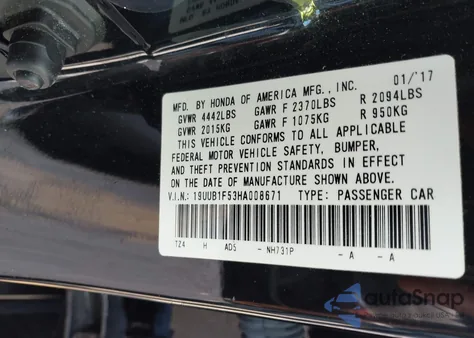 MFD. BY HONDA OF AMERICA MFG., INC. 01/'17
GVWR 4442LBS GAWR F 2370LBS R 2094LBS
GVWR 2015KG GAWR F 1075KG R 950KG
THIS VEHICLE CONFORMS TO ALL APPLICABLE
FEDERAL MOTOR VEHICLE SAFETY, BUMPER,
AND THEFT PREVENTION STANDARDS IN EFFECT
ON THE DATE OF MANUFACTURE SHOWN ABOVE.
V.I.N.: 19UUB1F53HA008671 TYPE: PASSENGER CAR
T24 H AD5 - NH731P -A -A
autoSnap